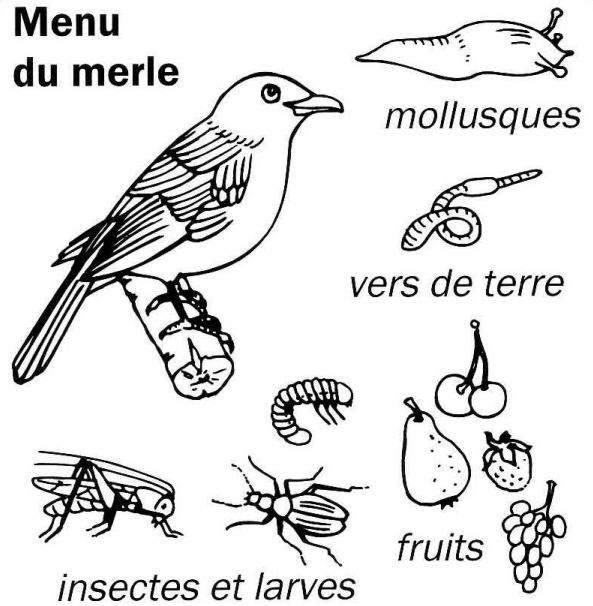 Menu
du merle
mollusques
vers de terre
fruits
insectes et larves